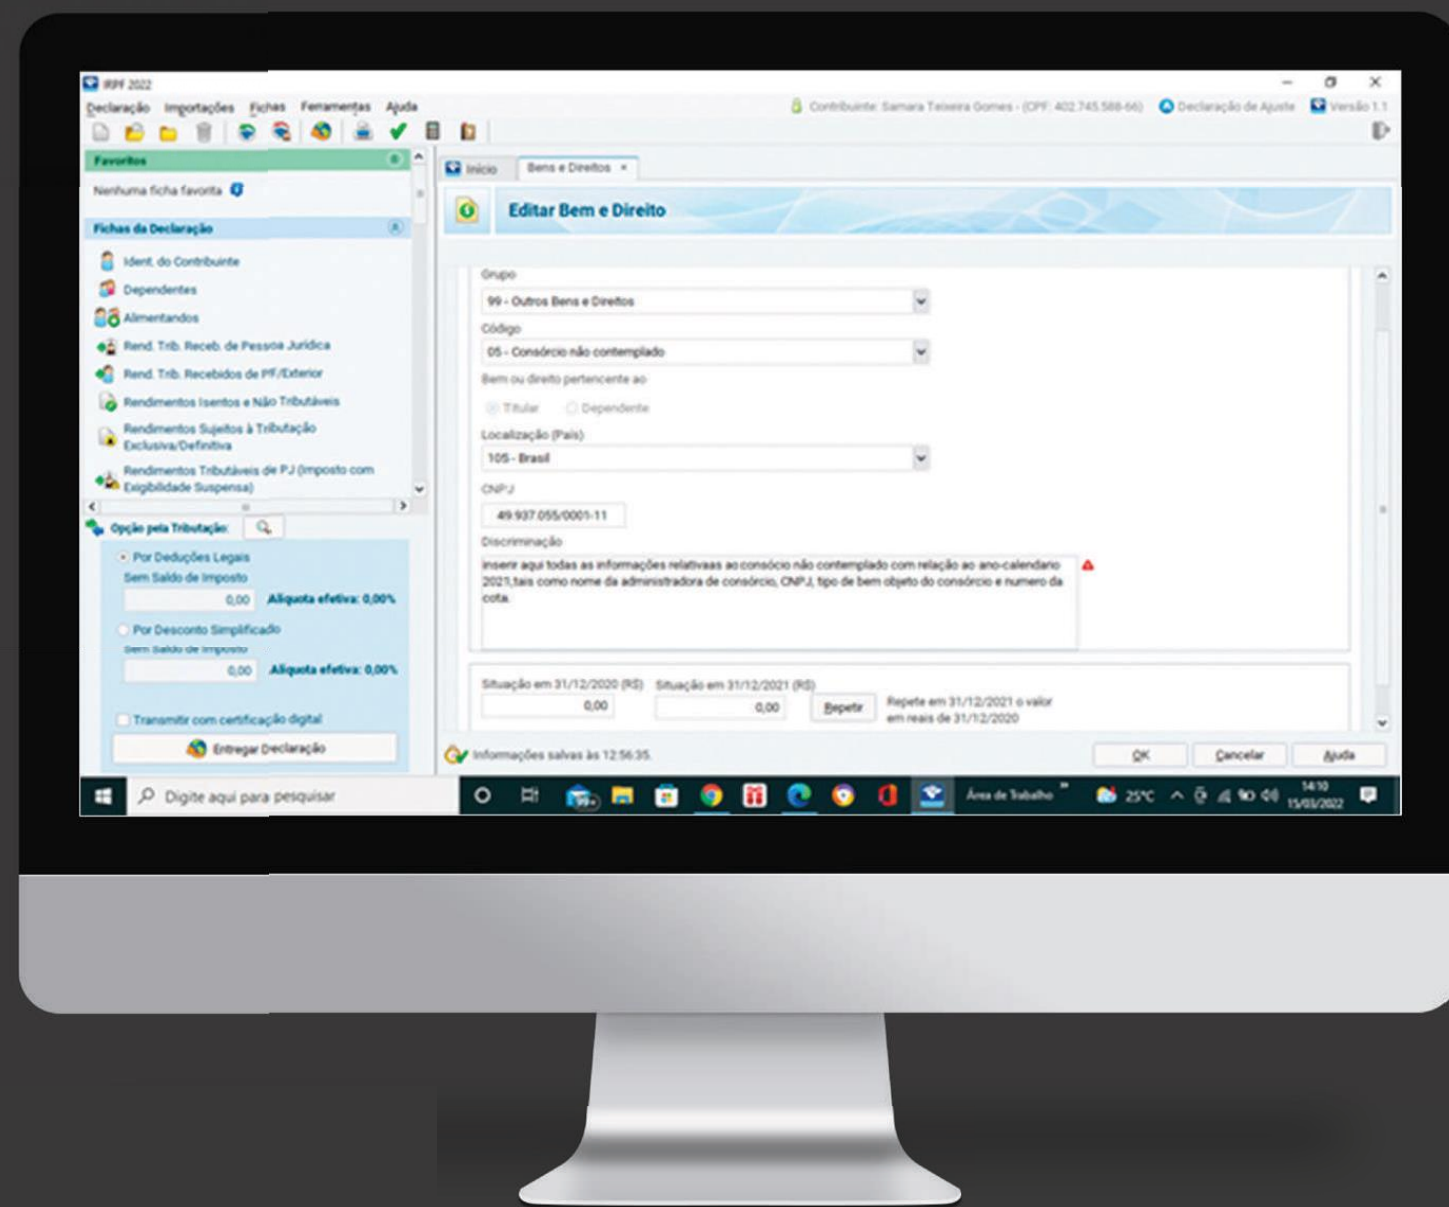 IRPF 2022
Declaração Importações Fichas Ferramentas Ajuda
Contribuinte: Samara Teixeira Gomes - (CPF: 402.745.588-66) Declaração de Ajuste Versão 1.1
Favoritos
Nenhuma ficha favorita
Fichas da Declaração
Ident. do Contribuinte
Dependentes
Alimentandos
Rend. Trib. Receb. de Pessoa Jurídica
Rend. Trib. Recebidos de PF/Exterior
Rendimentos Isentos e Não Tributáveis
Rendimentos Sujeitos à Tributação
Exclusiva/Definitiva
Rendimentos Tributáveis de PJ (Imposto com
Exigibilidade Suspensa)
Opção pela Tributação:
Por Deduções Legais
Sem Saldo de Imposto
0,00 Alíquota efetiva: 0,00%
Por Desconto Simplificado
Sem Saldo de Imposto
0,00 Alíquota efetiva: 0,00%
Transmitir com certificação digital
Entregar Declaração
Início Bens e Direitos
Editar Bem e Direito
Grupo
99 - Outros Bens e Direitos
Código
05 - Consórcio não contemplado
Bem ou direito pertencente ao
Titular Dependente
Localização (País)
105 - Brasil
CNPJ
49.937.055/0001-11
Discriminação
inserir aqui todas as informações relativaas ao consócio não contemplado com relação ao ano-calendario
2021,tais como nome da administradora de consórcio, CNPJ, tipo de bem objeto do consórcio e numero da
cota.
Situação em 31/12/2020 (R$) Situação em 31/12/2021 (R$)
0,00 0,00 Repetir Repete em 31/12/2021 o valor
em reais de 31/12/2020
Informações salvas às 12:56:35.
OK Cancelar Ajuda
Digite aqui para pesquisar
99+
Área de Trabalho
25°C
14:10
15/03/2022